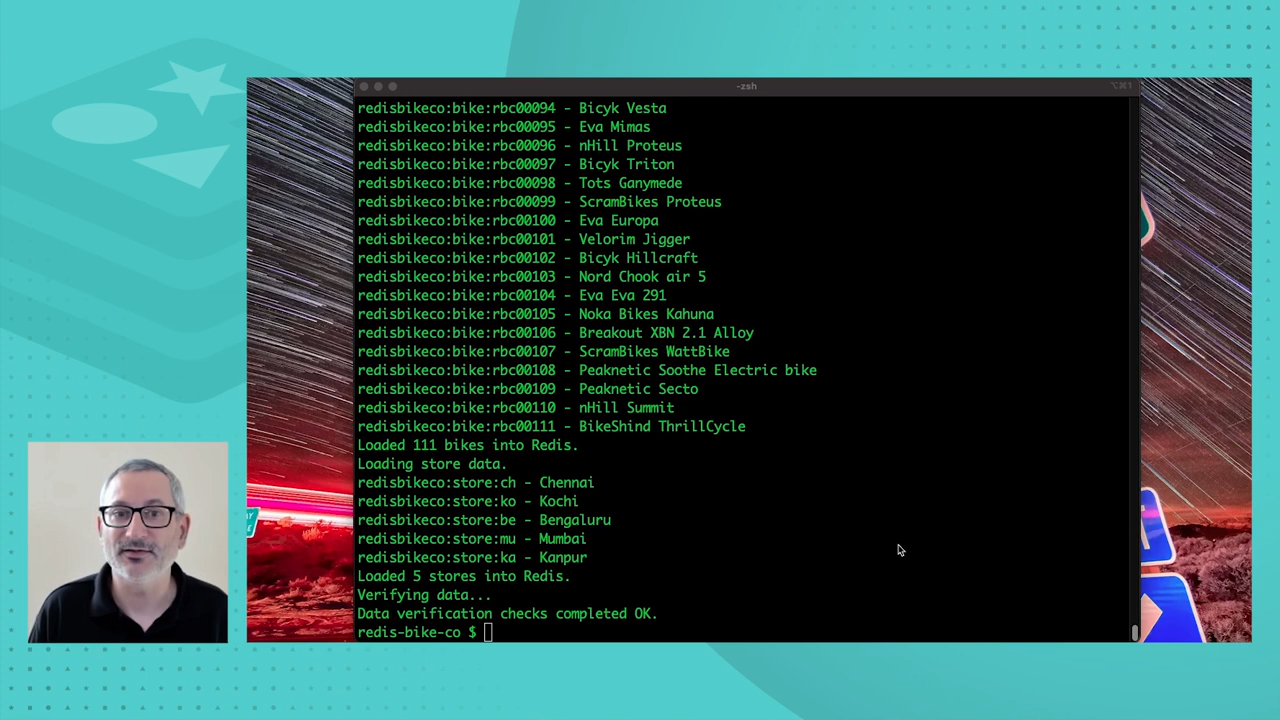 -zsh
⌥⌘1
redisbikeco:bike:rbc00094 - Bicyk Vesta
redisbikeco:bike:rbc00095 - Eva Mimas
redisbikeco:bike:rbc00096 - nHill Proteus
redisbikeco:bike:rbc00097 - Bicyk Triton
redisbikeco:bike:rbc00098 - Tots Ganymede
redisbikeco:bike:rbc00099 - ScramBikes Proteus
redisbikeco:bike:rbc00100 - Eva Europa
redisbikeco:bike:rbc00101 - Velorim Jigger
redisbikeco:bike:rbc00102 - Bicyk Hillcraft
redisbikeco:bike:rbc00103 - Nord Chook air 5
redisbikeco:bike:rbc00104 - Eva Eva 291
redisbikeco:bike:rbc00105 - Noka Bikes Kahuna
redisbikeco:bike:rbc00106 - Breakout XBN 2.1 Alloy
redisbikeco:bike:rbc00107 - ScramBikes WattBike
redisbikeco:bike:rbc00108 - Peaknetic Soothe Electric bike
redisbikeco:bike:rbc00109 - Peaknetic Secto
redisbikeco:bike:rbc00110 - nHill Summit
redisbikeco:bike:rbc00111 - BikeShind ThrillCycle
Loaded 111 bikes into Redis.
Loading store data.
redisbikeco:store:ch - Chennai
redisbikeco:store:ko - Kochi
redisbikeco:store:be - Bengaluru
redisbikeco:store:mu - Mumbai
redisbikeco:store:ka - Kanpur
Loaded 5 stores into Redis.
Verifying data...
Data verification checks completed OK.
redis-bike-co $